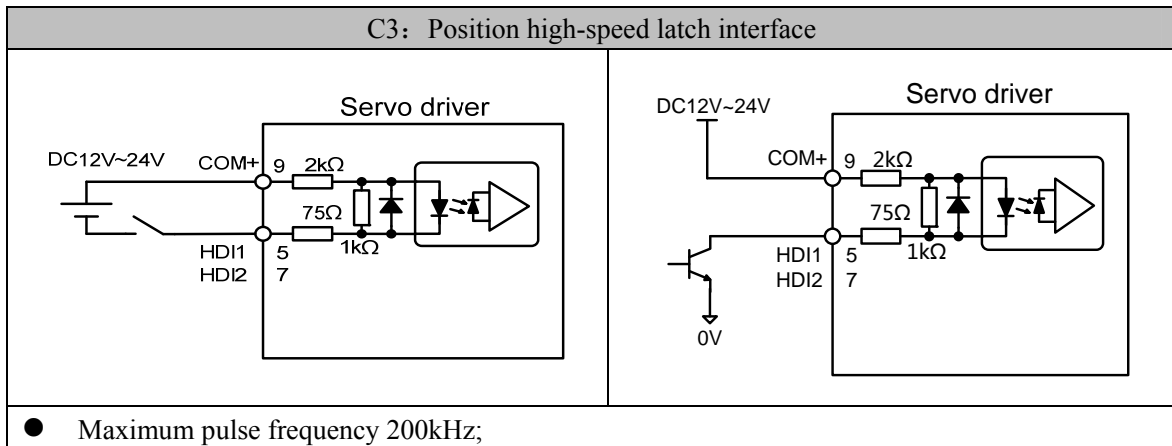 C3：Position high-speed latch interface
Servo driver
DC12V~24V
COM+ 9 2kΩ
75Ω
1kΩ
HDI1 5
HDI2 7
Servo driver
DC12V~24V
COM+ 9 2kΩ
75Ω
1kΩ
HDI1 5
HDI2 7
0V
● Maximum pulse frequency 200kHz;